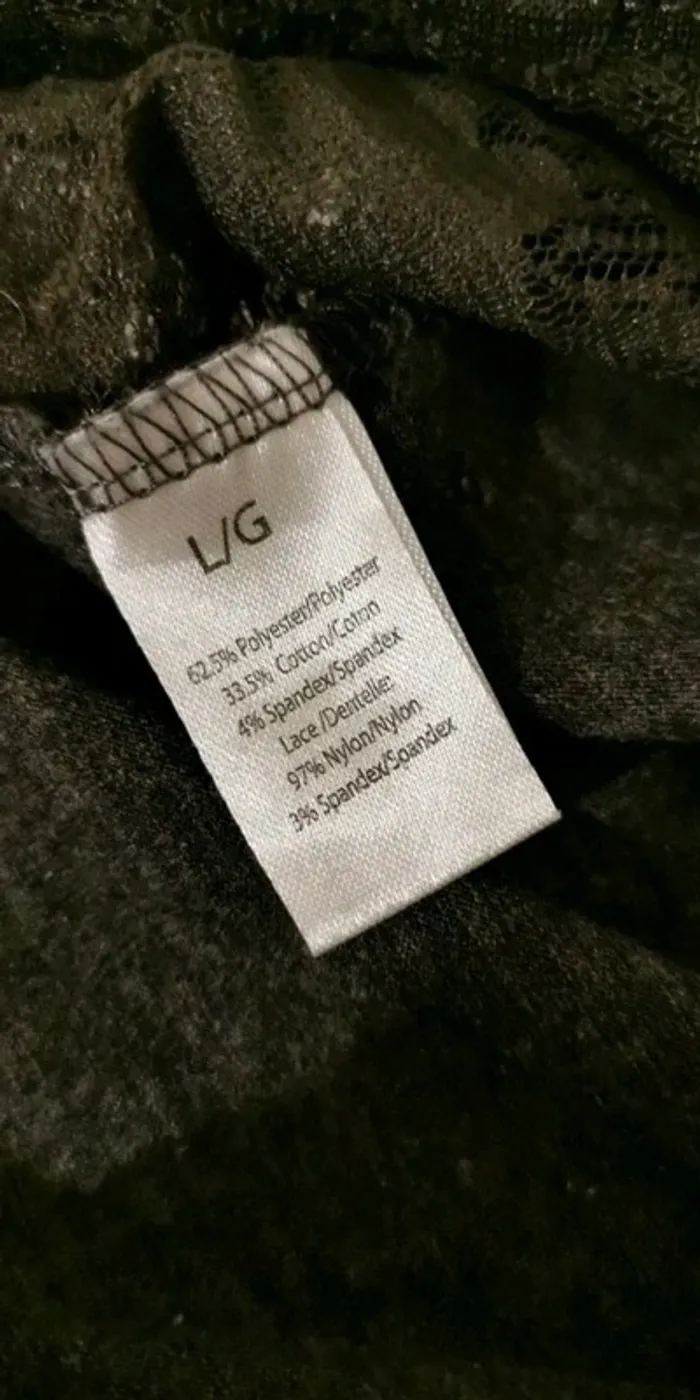 L/G
62.5% Polyester/Polyester
33.5% Cotton/Coton
4% Spandex/Spandex
Lace /Dentelle:
97% Nylon/Nylon
3% Spandex/Spandex